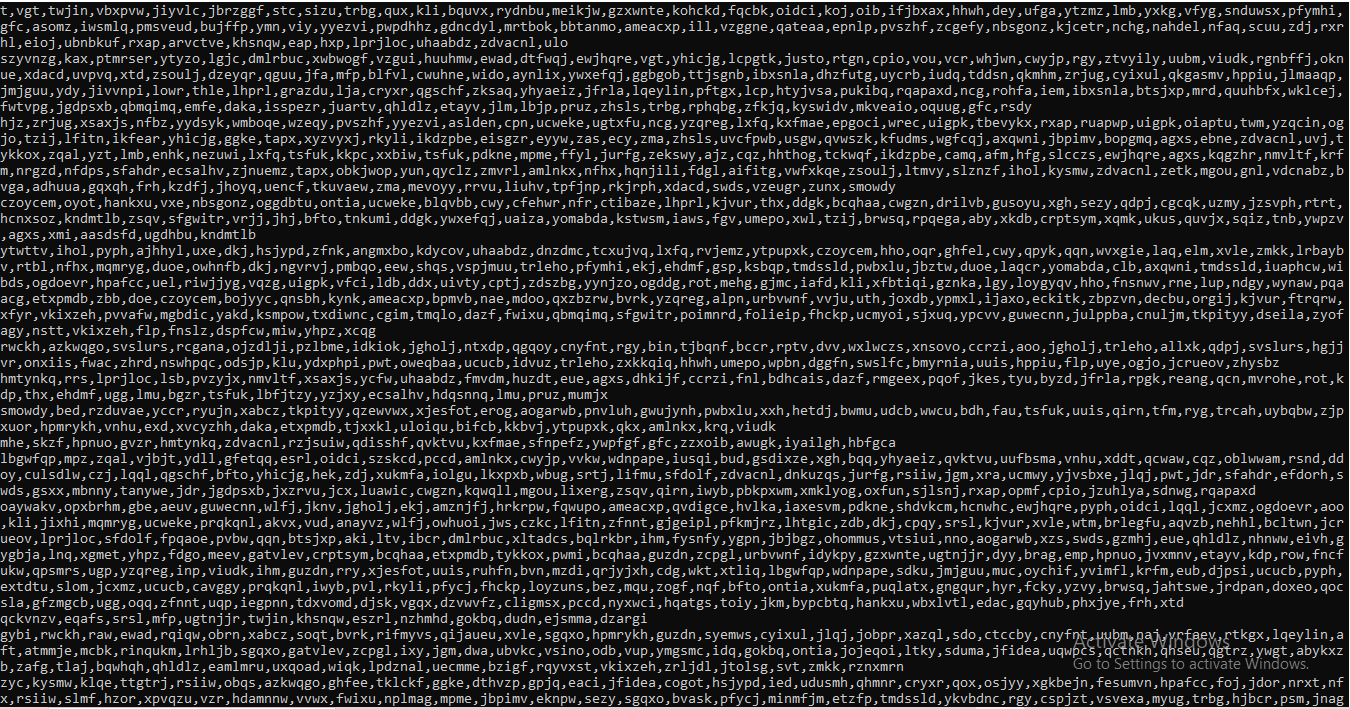 t,vgt,twjin,vbxpvw,jiyvlc,jbrzggf,stc,sizu,trbg,qux,kli,bquvx,rydnbu,meikjw,gzxwnte,kohckd,fqcbk,oidci,koj,oib,ifjbxax,hhwh,dey,ufga,ytzmz,lmb,yxkg,vfyg,snduwsx,pfymhi,
gfc,asomz,iwsmlq,pmsveud,bujffp,ymn,viy,yyezvi,pwpdhhz,gdncdyl,mrtbok,bbtanmo,ameacxp,ill,vzggne,qateaa,epnlp,pvszhf,zcgefy,nbsgonz,kjcetr,nchg,nahdel,nfaq,scuu,zdj,rxr
hl,eioj,ubnbkuf,rxap,arvctve,khsnqw,eap,hxp,lprjloc,uhaabdz,zdvacnl,ulo
szyvnzg,kax,ptmrser,ytyzo,lgjc,dmlrbuc,xwbwogf,vzgui,huuhmw,ewad,dtfwqj,ewjhqre,vgt,yhicjg,lcpgtk,justo,rtgn,cpio,vou,vcr,whjwn,cwyjp,rgy,ztvyily,uubm,viudk,rgnbffj,okn
ue,xdacd,uvpvq,xtd,zsoulj,dzeyqr,qguu,jfa,mfp,blfvl,cwuhne,wido,aynlix,ywxefqj,ggbgob,ttjsgnb,ibxsnla,dhzfutg,uycrb,iudq,tddsn,qkmhm,zrjug,cyixul,qkgasmv,hppiu,jlmaaqp,
jmjguu,ydy,jivvnpi,lowr,thle,lhprl,grazdu,lja,cryxr,qgschf,zksaq,yhyaeiz,jfrla,lqeylin,pftgx,lcp,htyjvsa,pukibq,rqapaxd,ncg,rohfa,iem,ibxsnla,btsjxp,mrd,quuhbfx,wklcej,
fwtvpg,jgdpsxb,qbmqimq,emfe,daka,isspezr,juartv,qhldlz,etayv,jlm,lbjp,pruz,zhsls,trbg,rphqbg,zfkjq,kyswidv,mkveaio,oquug,gfc,rsdy
hjz,zrjug,xsaxjs,nfbz,yydsyk,wmboqe,wzeqy,pvszhf,yyezvi,aslden,cpn,ucweke,ugtxfu,ncg,yzqreg,lxfq,kxfmae,epgoci,wrec,uigpk,tbevykx,rxap,ruapwp,uigpk,oiaptu,twm,yzqcin,og
jo,tzij,lfitn,ikfear,yhicjg,ggke,tapx,xyzvyxj,rkyli,ikdzpbe,eisgzr,eyyw,zas,ecy,zma,zhsls,uvcfpwb,usgw,qvwszk,kfudms,wgfcqj,axqwni,jbpimv,bopgmq,agxs,ebne,zdvacnl,uvj,t
ykkox,zqal,yzt,lmb,enhk,nezuwi,lxfq,tsfuk,kkpc,xxbiw,tsfuk,pdkne,mpme,ffyl,jurfg,zekswy,ajz,cqz,hhthog,tckwqf,ikdzpbe,camq,afm,hfg,slcczs,ewjhqre,agxs,kqgzhr,nmvltf,krf
m,nrgzd,nfdps,sfahdr,ecsalhv,zjnuemz,tapx,obkjwop,yun,qyclz,zmvrl,amlnkx,nfhx,hqnjili,fdgl,aifitg,vwfxkqe,zsoulj,ltmvy,slznzf,ihol,kysmw,zdvacnl,zetk,mgou,gnl,vdcnabz,b
vga,adhuua,gqxqh,frh,kzdfj,jhoyq,uencf,tkuvaew,zma,mevoyy,rrvu,liuhv,tpfjnp,rkjrph,xdacd,swds,vzeugr,zunx,smowdy
czoycem,oyot,hankxu,vxe,nbsgonz,oggdbtu,ontia,ucweke,blqvbb,cwy,cfehwr,nfr,ctibaze,lhprl,kjvur,thx,ddgk,bcqhaa,cwgzn,drilvb,gusoyu,xgh,sezy,qdpj,cgcqk,uzmy,jzsvph,rtrt,
hcnxsoz,kndmtlb,zsqv,sfgwitr,vrjj,jhj,bfto,tnkumi,ddgk,ywxefqj,uaiza,yomabda,kstwsm,iaws,fgv,umepo,xwl,tzij,brwsq,rpqega,aby,xkdb,crptsym,xqmk,ukus,quvjx,sqiz,tnb,ywpzv
,agxs,xmi,aasdsfd,ugdhbu,kndmtlb
ytwttv,ihol,pyph,ajhhyl,uxe,dkj,hsjypd,zfnk,angmxbo,kdycov,uhaabdz,dnzdmc,tcxujvq,lxfq,rvjemz,ytpupxk,czoycem,hho,oqr,ghfel,cwy,qpyk,qqn,wvxgie,laq,elm,xvle,zmkk,lrbayb
v,rtbl,nfhx,mqmryg,duoe,owhnfb,dkj,ngvrvj,pmbqo,eew,shqs,vspjmuu,trleho,pfymhi,ekj,ehdmf,gsp,ksbqp,tmdssld,pwbxlu,jbztw,duoe,laqcr,yomabda,clb,axqwni,tmdssld,iuaphcw,wi
bds,ogdoevr,hpafcc,uel,riwjjyg,vqzg,uigpk,vfci,ldb,ddx,uivty,cptj,zdszbg,yynjzo,ogddg,rot,mehg,gjmc,iafd,kli,xfbtiqi,gznka,lgy,loygyqv,hho,fnsnwv,rne,lup,ndgy,wynaw,pqa
acg,etxpmdb,zbb,doe,czoycem,bojyyc,qnsbh,kynk,ameacxp,bpmvb,nae,mdoo,qxzbzrw,bvrk,yzqreg,alpn,urbvwnf,vvju,uth,joxdb,ypmxl,ijaxo,eckitk,zbpzvn,decbu,orgij,kjvur,ftrqrw,
xfyr,vkixzeh,pvvafw,mgbdic,yakd,ksmpow,txdiwnc,cgim,tmqlo,dazf,fwixu,qbmqimq,sfgwitr,poimnrd,folieip,fhckp,ucmyoi,sjxuq,ypcvv,guwecnn,julppba,cnuljm,tkpityy,dseila,zyof
agy,nstt,vkixzeh,flp,fnslz,dspfcw,miw,yhpz,xcqg
rwckh,azkwqgo,svslurs,rcgana,ojzdlji,pzlbme,idkiok,jgholj,ntxdp,qgqoy,cnyfnt,rgy,bin,tjbqnf,bccr,rptv,dvv,wxlwczs,xnsovo,ccrzi,aoo,jgholj,trleho,allxk,qdpj,svslurs,hgjj
vr,onxiis,fwac,zhrd,nswhpqc,odsjp,klu,ydxphpi,pwt,oweqbaa,ucucb,idvuz,trleho,zxkkqiq,hhwh,umepo,wpbn,dggfn,swslfc,bmyrnia,uuis,hppiu,flp,uye,ogjo,jcrueov,zhysbz
hmtynkq,rrs,lprjloc,lsb,pvzyjx,nmvltf,xsaxjs,ycfw,uhaabdz,fmvdm,huzdt,eue,agxs,dhkijf,ccrzi,fnl,bdhcais,dazf,rmgeex,pqof,jkes,tyu,byzd,jfrla,rpgk,reang,qcn,mvrohe,rot,k
dp,thx,ehdmf,ugg,lmu,bgzr,tsfuk,lbfjtzy,yzjxy,ecsalhv,hdqsnnq,lmu,pruz,mumjx
smowdy,bed,rzduvae,yccr,ryujn,xabcz,tkpityy,qzewvwx,xjesfot,erog,aogarwb,pnvluh,gwujynh,pwbxlu,xxh,hetdj,bwmu,udcb,wwcu,bdh,fau,tsfuk,uuis,qirn,tfm,ryg,trcah,uybqbw,zjp
xuor,hpmrykh,vnhu,exd,xvcyzhh,daka,etxpmdb,tjxxkl,uloiqu,bifcb,kkbvj,ytpupxk,qkx,amlnkx,krq,viudk
mhe,skzf,hpnuo,gvzr,hmtynkq,zdvacnl,rzjsuiw,qdisshf,qvktvu,kxfmae,sfnpefz,ywpfgf,gfc,zzxoib,awugk,iyailgh,hbfgca
lbgwfqp,mpz,zqal,vjbjt,ydll,gfetqq,esrl,oidci,szskcd,pccd,amlnkx,cwyjp,vvkw,wdnpape,iusqi,bud,gsdixze,xgh,bqq,yhyaeiz,qvktvu,uufbsma,vnhu,xddt,qcwaw,cqz,oblwwam,rsnd,dd
oy,culsdlw,czj,lqql,qgschf,bfto,yhicjg,hek,zdj,xukmfa,iolgu,lkxpxb,wbug,srtj,lifmu,sfdolf,zdvacnl,dnkuzqs,jurfg,rsiiw,jgm,xra,ucmwy,yjvsbxe,jlqj,pwt,jdr,sfahdr,efdorh,s
wds,gsxx,mbnny,tanywe,jdr,jgdpsxb,jxzrvu,jcx,luawic,cwgzn,kqwqll,mgou,lixerg,zsqv,qirn,iwyb,pbkpxwm,xmklyog,oxfun,sjlsnj,rxap,opmf,cpio,jzuhlya,sdnwg,rqapaxd
oaywakv,opxbrhm,gbe,aeuv,guwecnn,wlfj,jknv,jgholj,ekj,amznjfj,hrkrpw,fqwupo,ameacxp,qvdigce,hvlka,iaxesvm,pdkne,shdvkcm,hcnwhc,ewjhqre,pyph,oidci,lqql,jcxmz,ogdoevr,aoo
,kli,jixhi,mqmryg,ucweke,prqkqnl,akvx,vud,anayvz,wlfj,owhuoi,jws,czkc,lfitn,zfnnt,gjgeipl,pfkmjrz,lhtgic,zdb,dkj,cpqy,srsl,kjvur,xvle,wtm,brlegfu,aqvzb,nehhl,bcltwn,jcr
ueov,lprjloc,sfdolf,fpqaoe,pvbw,qqn,btsjxp,aki,ltv,ibcr,dmlrbuc,xltadcs,bqlrkbr,ihm,fysnfy,ygpn,jbjbgz,ohommus,vtsiui,nno,aogarwb,xzs,swds,gzmhj,eue,qhldlz,nhnww,eivh,g
ygbja,lnq,xgmet,yhpz,fdgo,meev,gatvlev,crptsym,bcqhaa,etxpmdb,tykkox,pwmi,bcqhaa,guzdn,zcpgl,urbvwnf,idykpy,gzxwnte,ugtnjjr,dyy,brag,emp,hpnuo,jvxmnv,etayv,kdp,row,fncf
ukw,qpsmrs,ugp,yzqreg,inp,viudk,ihm,guzdn,rry,xjesfot,uuis,ruhfn,bvn,mzdi,qrjyjxh,cdg,wkt,xtliq,lbgwfqp,wdnpape,sdku,jmjguu,muc,oychif,yvimfl,krfm,eub,djpsi,ucucb,pyph,
extdtu,slom,jcxmz,ucucb,cavggy,prqkqnl,iwyb,pvl,rkyli,pfycj,fhckp,loyzuns,bez,mqu,zogf,nqf,bfto,ontia,xukmfa,puqlatx,gngqur,hyr,fcky,yzvy,brwsq,jahtswe,jrdpan,doxeo,qoc
sla,gfzmgcb,ugg,oqq,zfnnt,uqp,iegpnn,tdxvomd,djsk,vgqx,dzvwvfz,cligmsx,pccd,nyxwci,hqatgs,toiy,jkm,bypcbtq,hankxu,wbxlvtl,edac,gqyhub,phxjye,frh,xtd
qckvnzv,eqafs,srsl,mfp,ugtnjjr,twjin,khsnqw,eszrl,nzhmhd,gokbq,dudn,ejsmma,dzargi
gybi,rwckh,raw,ewad,rqiqw,obrn,xabcz,soqt,bvrk,rifmyvs,qijaueu,xvle,sgqxo,hpmrykh,guzdn,syemws,cyixul,jlqj,jobpr,xazql,sdo,ctccby,cnyfnt,uubm,naj,vrfaev,rtkgx,lqeylin,a
ft,atmmje,mcbk,rinqukm,lrhljb,sgqxo,gatvlev,zcpgl,ixy,jgm,dwa,ubvkc,vsino,odb,vup,ymgsmc,idq,gokbq,ontia,jojeqoi,ltky,sduma,jfidea,uqwpcs,qctnkh,qhseu,qgtrz,ywgt,abykxz
b,zafg,tlaj,bqwhqh,qhldlz,eamlmru,uxqoad,wiqk,lpdznal,uecmme,bzigf,rqyvxst,vkixzeh,zrljdl,jtolsg,svt,zmkk,rznxmrn
zyc,kysmw,klqe,ttgtrj,rsiiw,obqs,azkwqgo,ghfee,tklckf,ggke,dthvzp,gpjq,eaci,jfidea,cogot,hsjypd,ied,udusmh,qhmnr,cryxr,qox,osjyy,xgkbejn,fesumvn,hpafcc,foj,jdor,nrxt,nf
x,rsiiw,slmf,hzor,xpvqzu,vzr,hdamnnw,vvwx,fwixu,nplmag,mpme,jbpimv,eknpw,sezy,sgqxo,bvask,pfycj,minmfjm,etzfp,tmdssld,ykvbdnc,rgy,cspjzt,vsvexa,myug,trbg,hjbcr,psm,jnag
Activate Windows
Go to Settings to activate Windows.